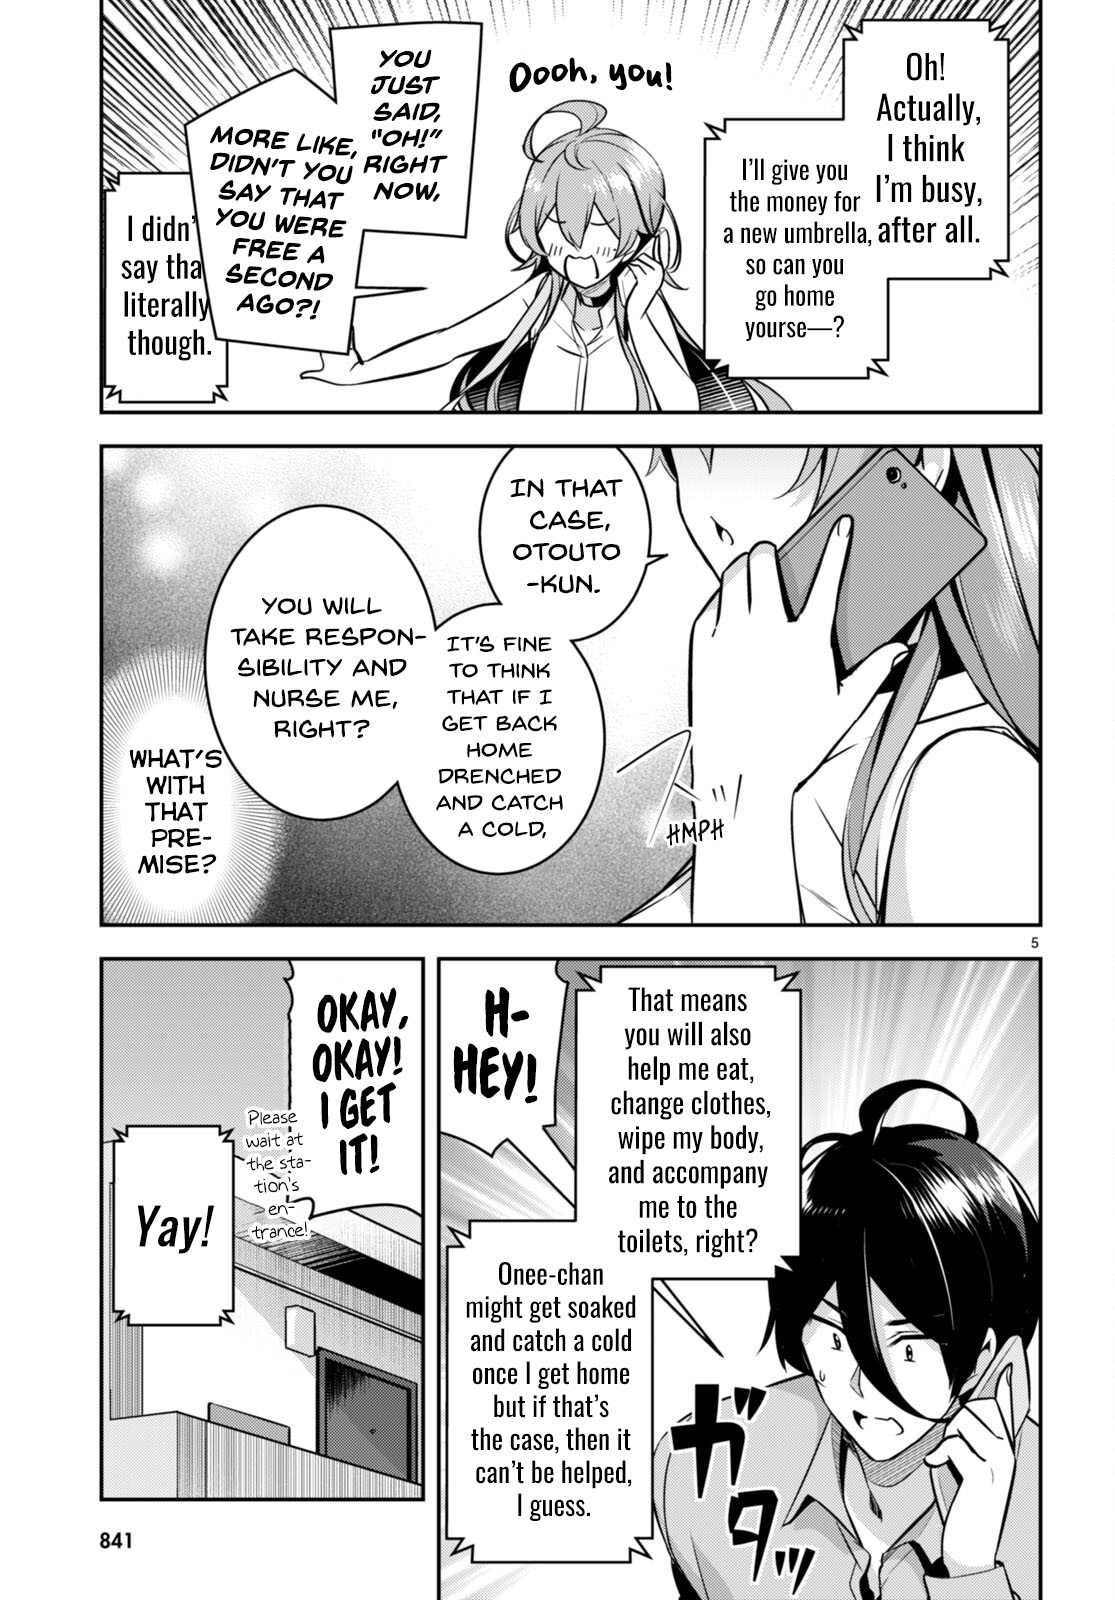 Oh!
Actually,
I think
I'm busy,
after all.
I'll give you
the money for
a new umbrella,
so can you
go home
yourse—?
Oooh, you!
YOU
JUST
SAID,
"OH!"
RIGHT
NOW,
MORE LIKE,
DIDN'T YOU
SAY THAT
YOU WERE
FREE A
SECOND
AGO?!
I didn'
say tha
literally
though.
IN THAT
CASE,
OTOUTO
-KUN.
IT'S FINE
TO THINK
THAT IF I
GET BACK
HOME
DRENCHED
AND CATCH
A COLD,
YOU WILL
TAKE RESPON-
SIBILITY AND
NURSE ME,
RIGHT?
HMPH
WHAT'S
WITH
THAT
PRE-
MISE?
5
That means
you will also
help me eat,
change clothes,
wipe my body,
and accompany
me to the
toilets, right?
H-
HEY!
Onee-chan
might get soaked
and catch a cold
once I get home
but if that's
the case, then it
can't be helped,
I guess.
ガタッ
OKAY,
OKAY!
I GET
IT!
Please
wait at
the sta-
tion's
en-
trance!
Yay!
841